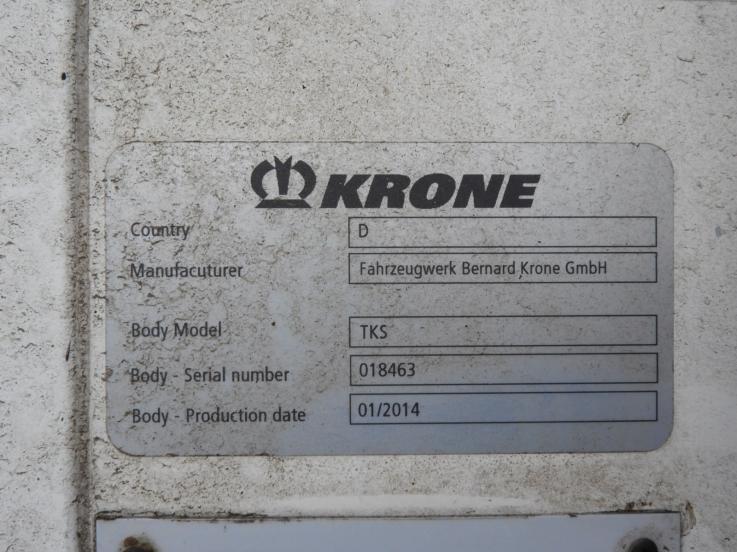 KRONE
Country D
Manufacuturer Fahrzeugwerk Bernard Krone GmbH
Body Model TKS
Body - Serial number 018463
Body - Production date 01/2014